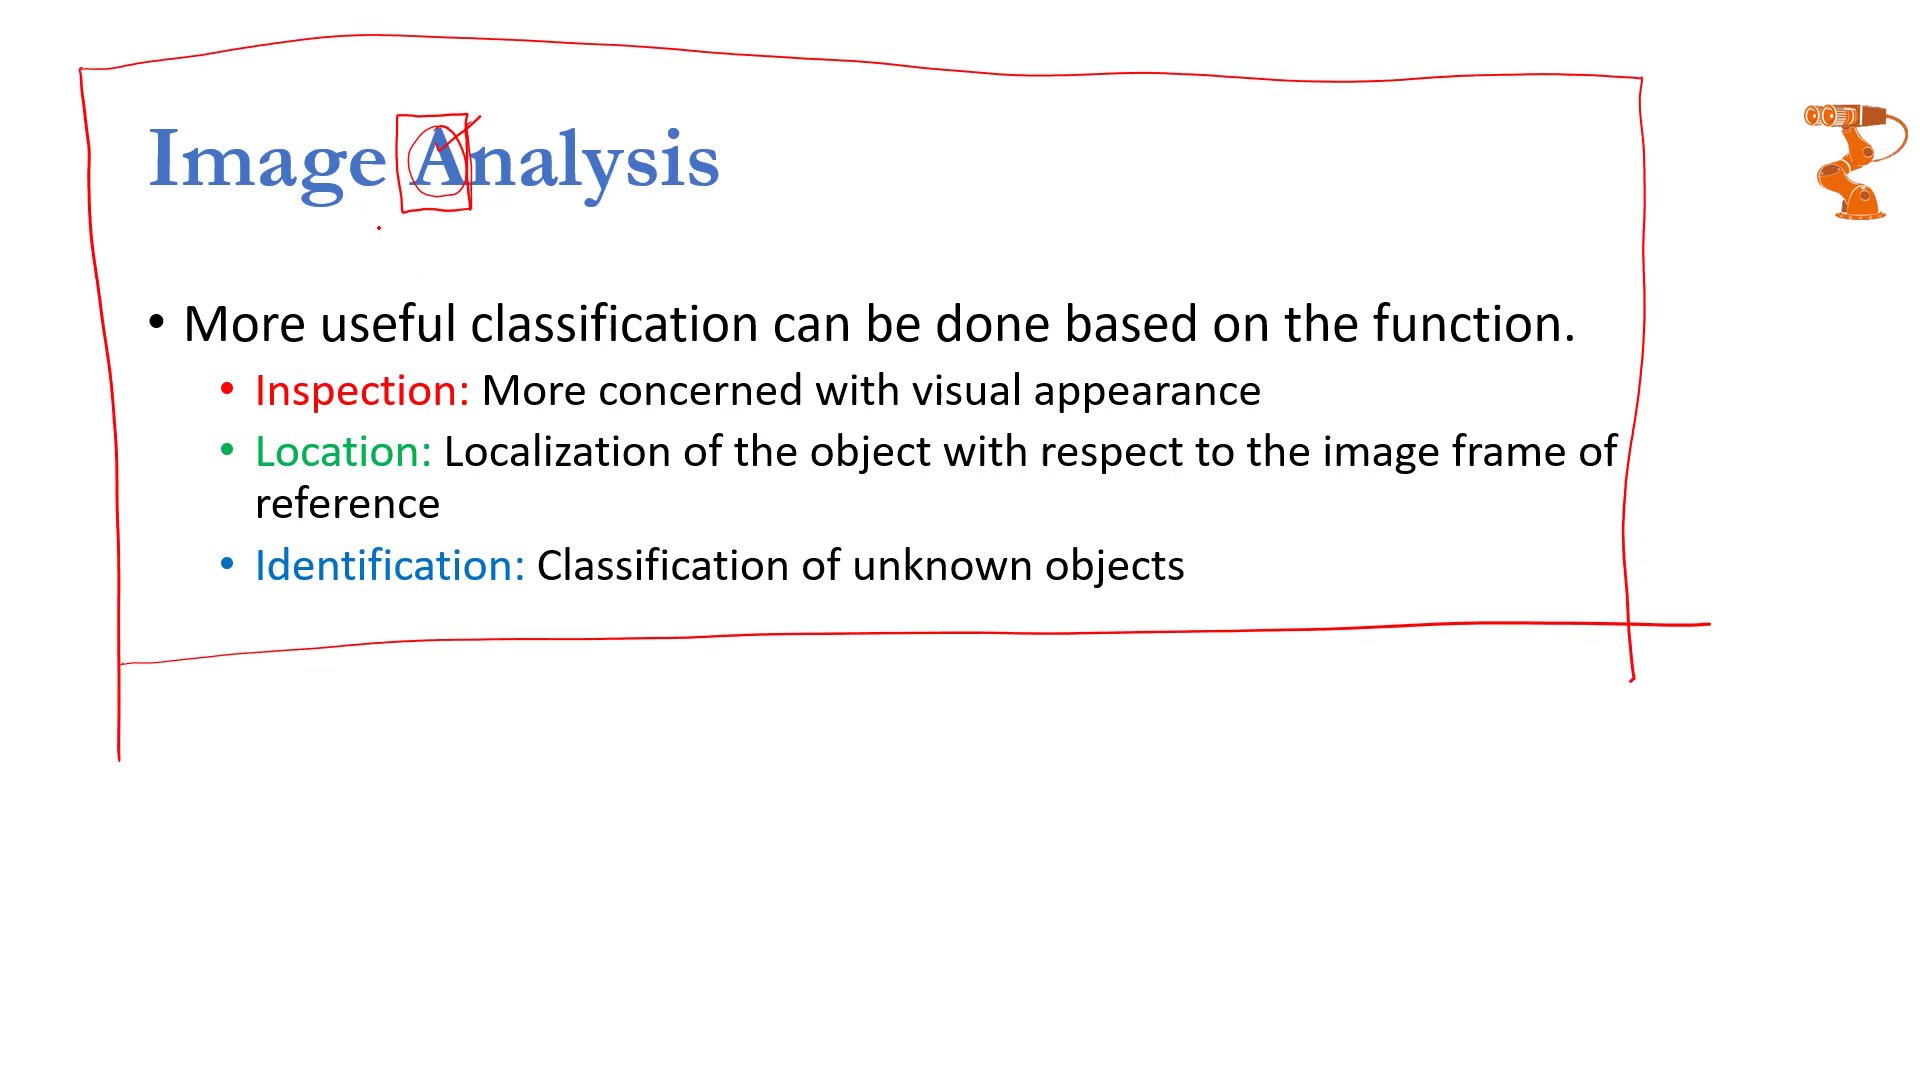 Image Analysis
• More useful classification can be done based on the function.
• Inspection: More concerned with visual appearance
• Location: Localization of the object with respect to the image frame of
reference
• Identification: Classification of unknown objects